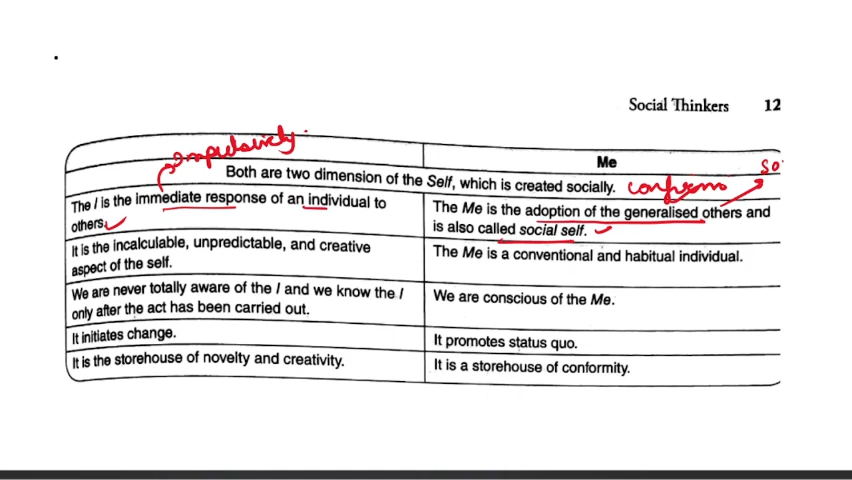 Social Thinkers 12
Impulsively
Me
Both are two dimension of the Self, which is created socially.
so
The I is the immediate response of an individual to
others.
The Me is the adoption of the generalised others and
is also called social self.
It is the incalculable, unpredictable, and creative
aspect of the self.
The Me is a conventional and habitual individual.
We are never totally aware of the I and we know the I
only after the act has been carried out.
We are conscious of the Me.
It initiates change.
It promotes status quo.
It is the storehouse of novelty and creativity.
It is a storehouse of conformity.